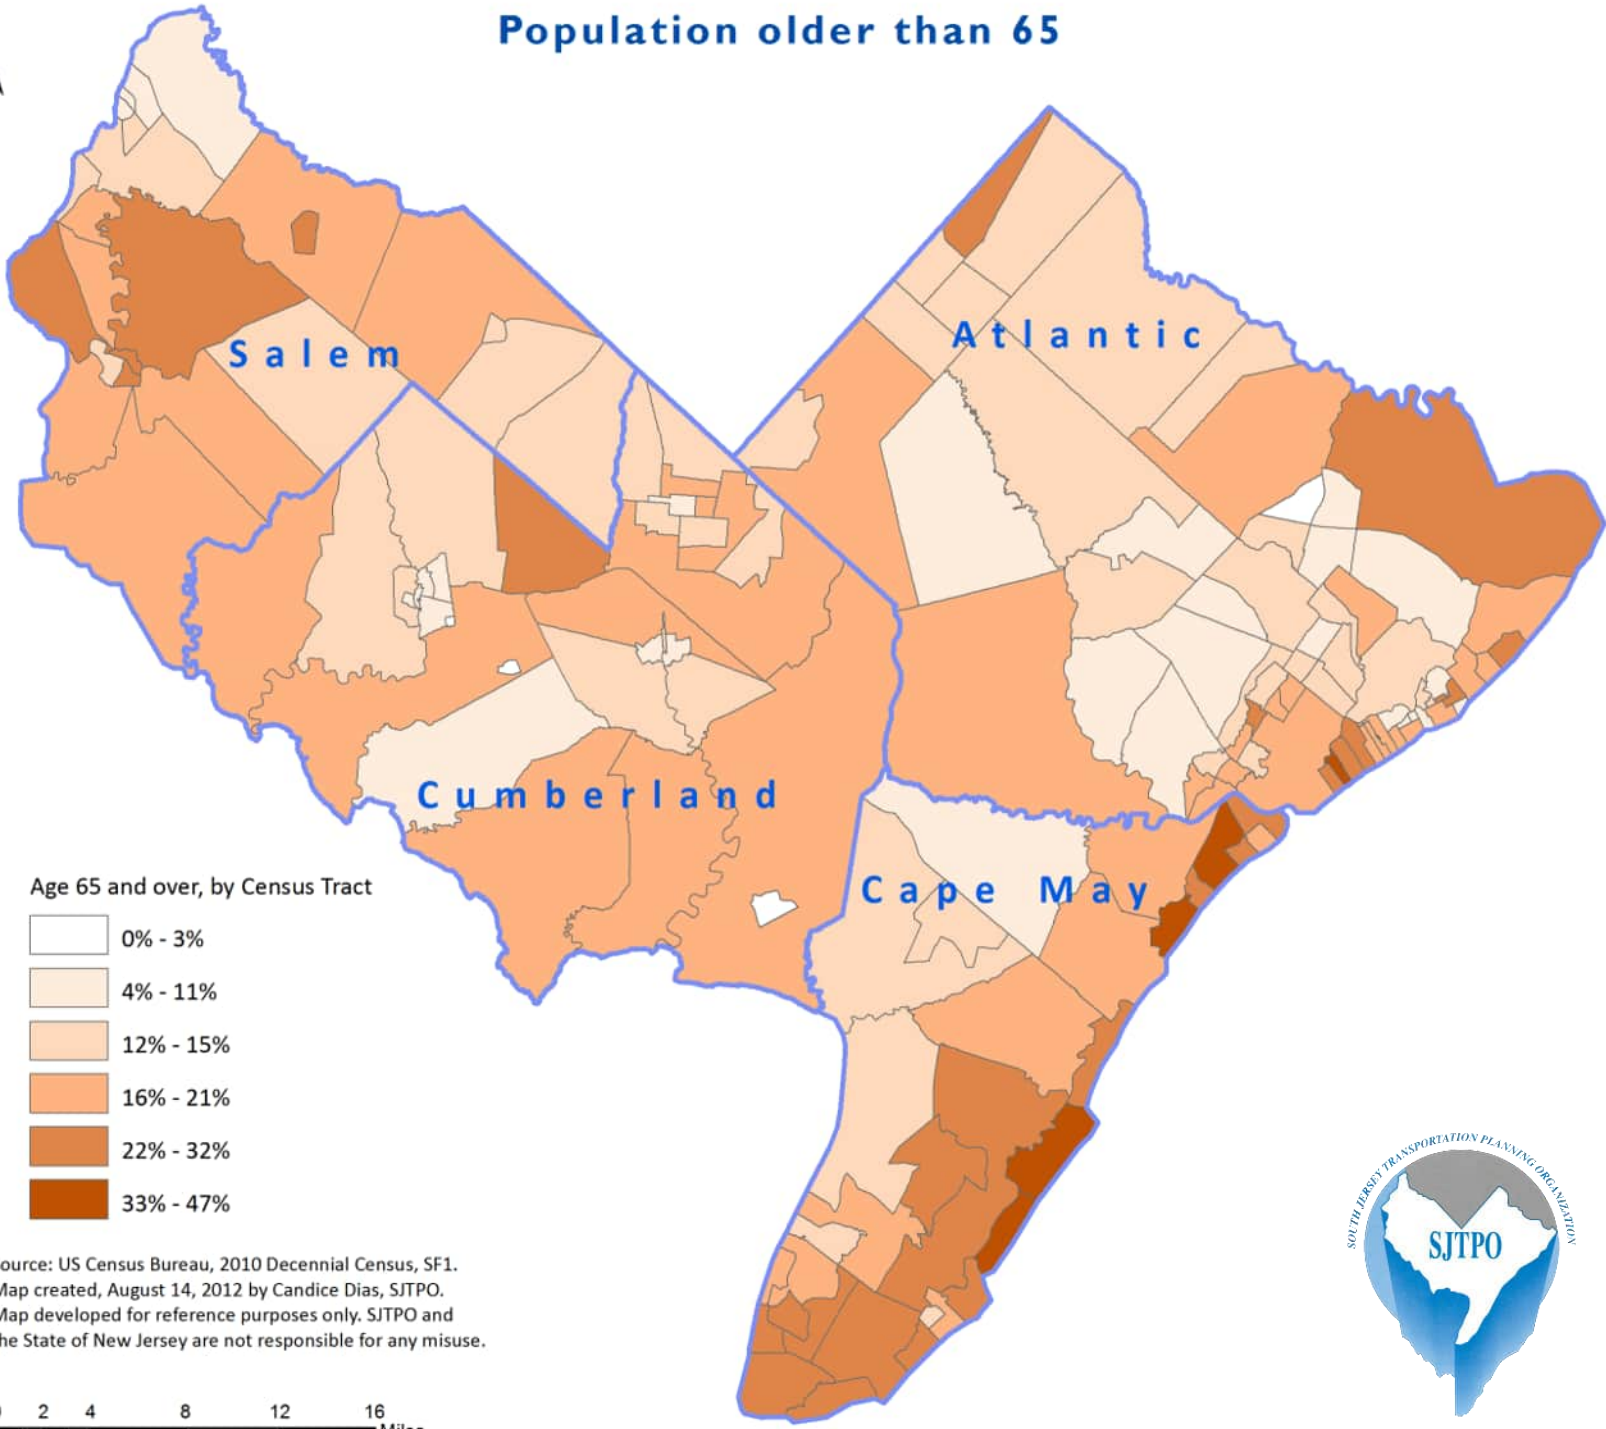 Population older than 65
Atlantic
Salem
Cumberland
Cape May
Age 65 and over, by Census Tract
0% - 3%
4% - 11%
12% - 15%
16% - 21%
22% - 32%
33% - 47%
ource: US Census Bureau, 2010 Decennial Census, SF1.
Map created, August 14, 2012 by Candice Dias, SJTPO.
Map developed for reference purposes only. SJTPO and
he State of New Jersey are not responsible for any misuse.
2 4 8 12 16
Miles
SOUTH JERSEY TRANSPORTATION PLANNING ORGANIZATION
SJTPO